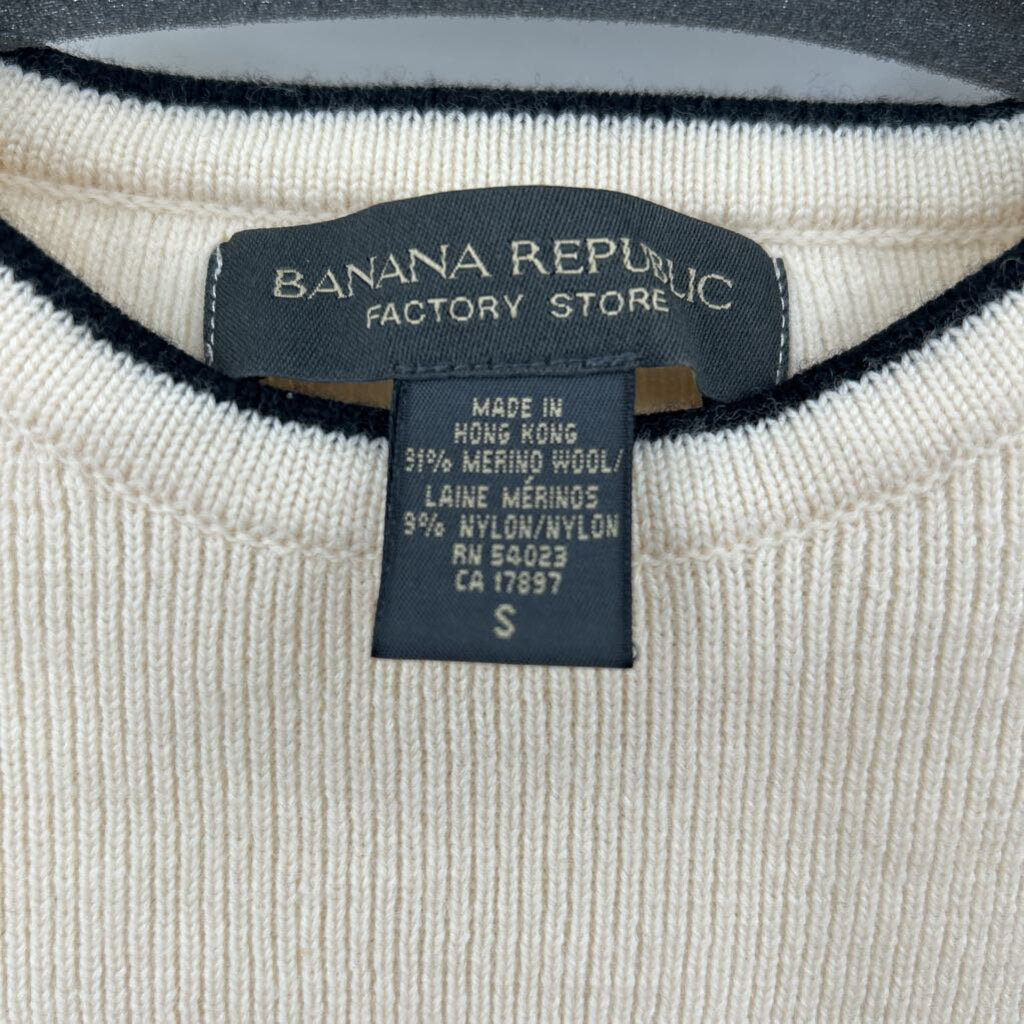 BANANA REPUBLIC
FACTORY STORE
MADE IN
HONG KONG
91% MERINO WOOL/
LAINE MÉRINOS
9% NYLON/NYLON
RN 54023
CA 17897
S